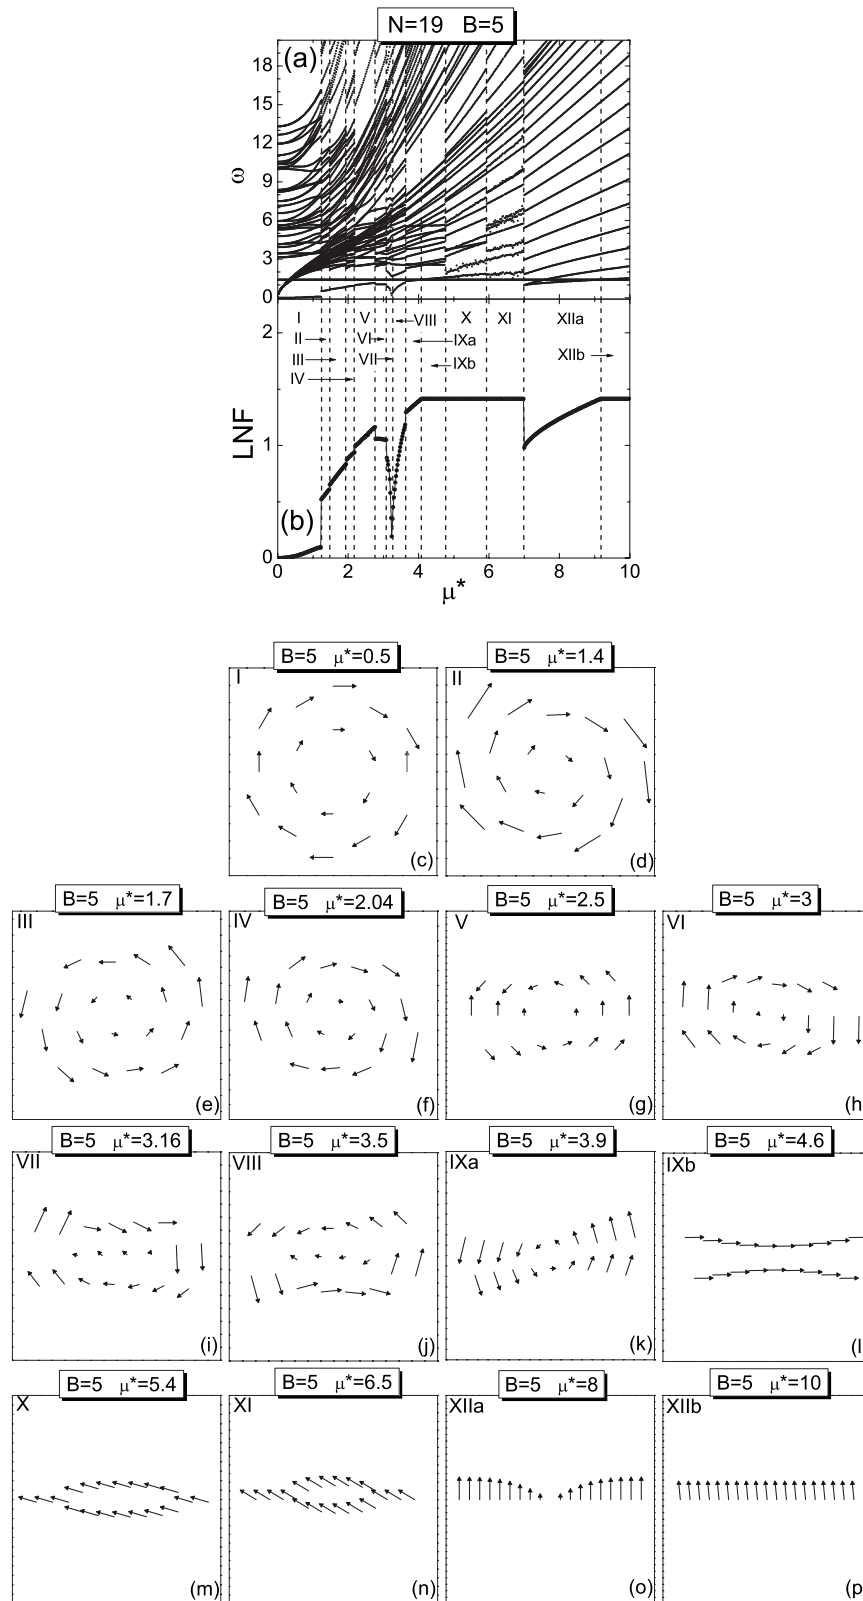 N=19 B=5
(a)
18
15
12
9
6
3
0
ω
I V VIII X XI XIIa
II VI IXa
III VII IXb XIIb
IV
2
1
0
LNF
(b)
0 2 4 6 8 10
μ*
B=5 μ*=0.5
I
(c)
B=5 μ*=1.4
II
(d)
B=5 μ*=1.7
III
(e)
B=5 μ*=2.04
IV
(f)
B=5 μ*=2.5
V
(g)
B=5 μ*=3
VI
(h
B=5 μ*=3.16
VII
(i)
B=5 μ*=3.5
VIII
(j)
B=5 μ*=3.9
IXa
(k)
B=5 μ*=4.6
IXb
(l
B=5 μ*=5.4
X
(m)
B=5 μ*=6.5
XI
(n)
B=5 μ*=8
XIIa
(o)
B=5 μ*=10
XIIb
(p